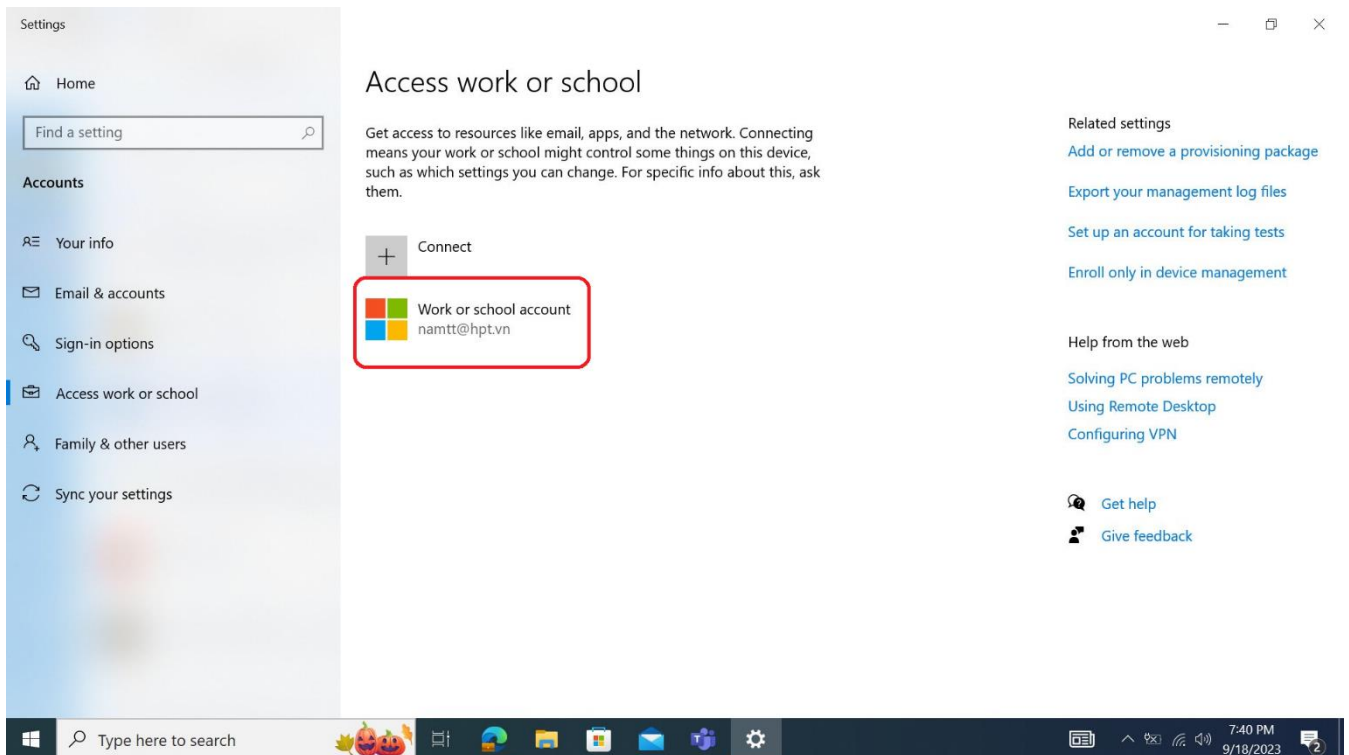 Settings
Home
Find a setting
Accounts
Your info
Email & accounts
Sign-in options
Access work or school
Family & other users
Sync your settings
Access work or school
Get access to resources like email, apps, and the network. Connecting
means your work or school might control some things on this device,
such as which settings you can change. For specific info about this, ask
them.
Connect
Work or school account
namtt@hpt.vn
Related settings
Add or remove a provisioning package
Export your management log files
Set up an account for taking tests
Enroll only in device management
Help from the web
Solving PC problems remotely
Using Remote Desktop
Configuring VPN
Get help
Give feedback
Type here to search
7:40 PM
9/18/2023
2